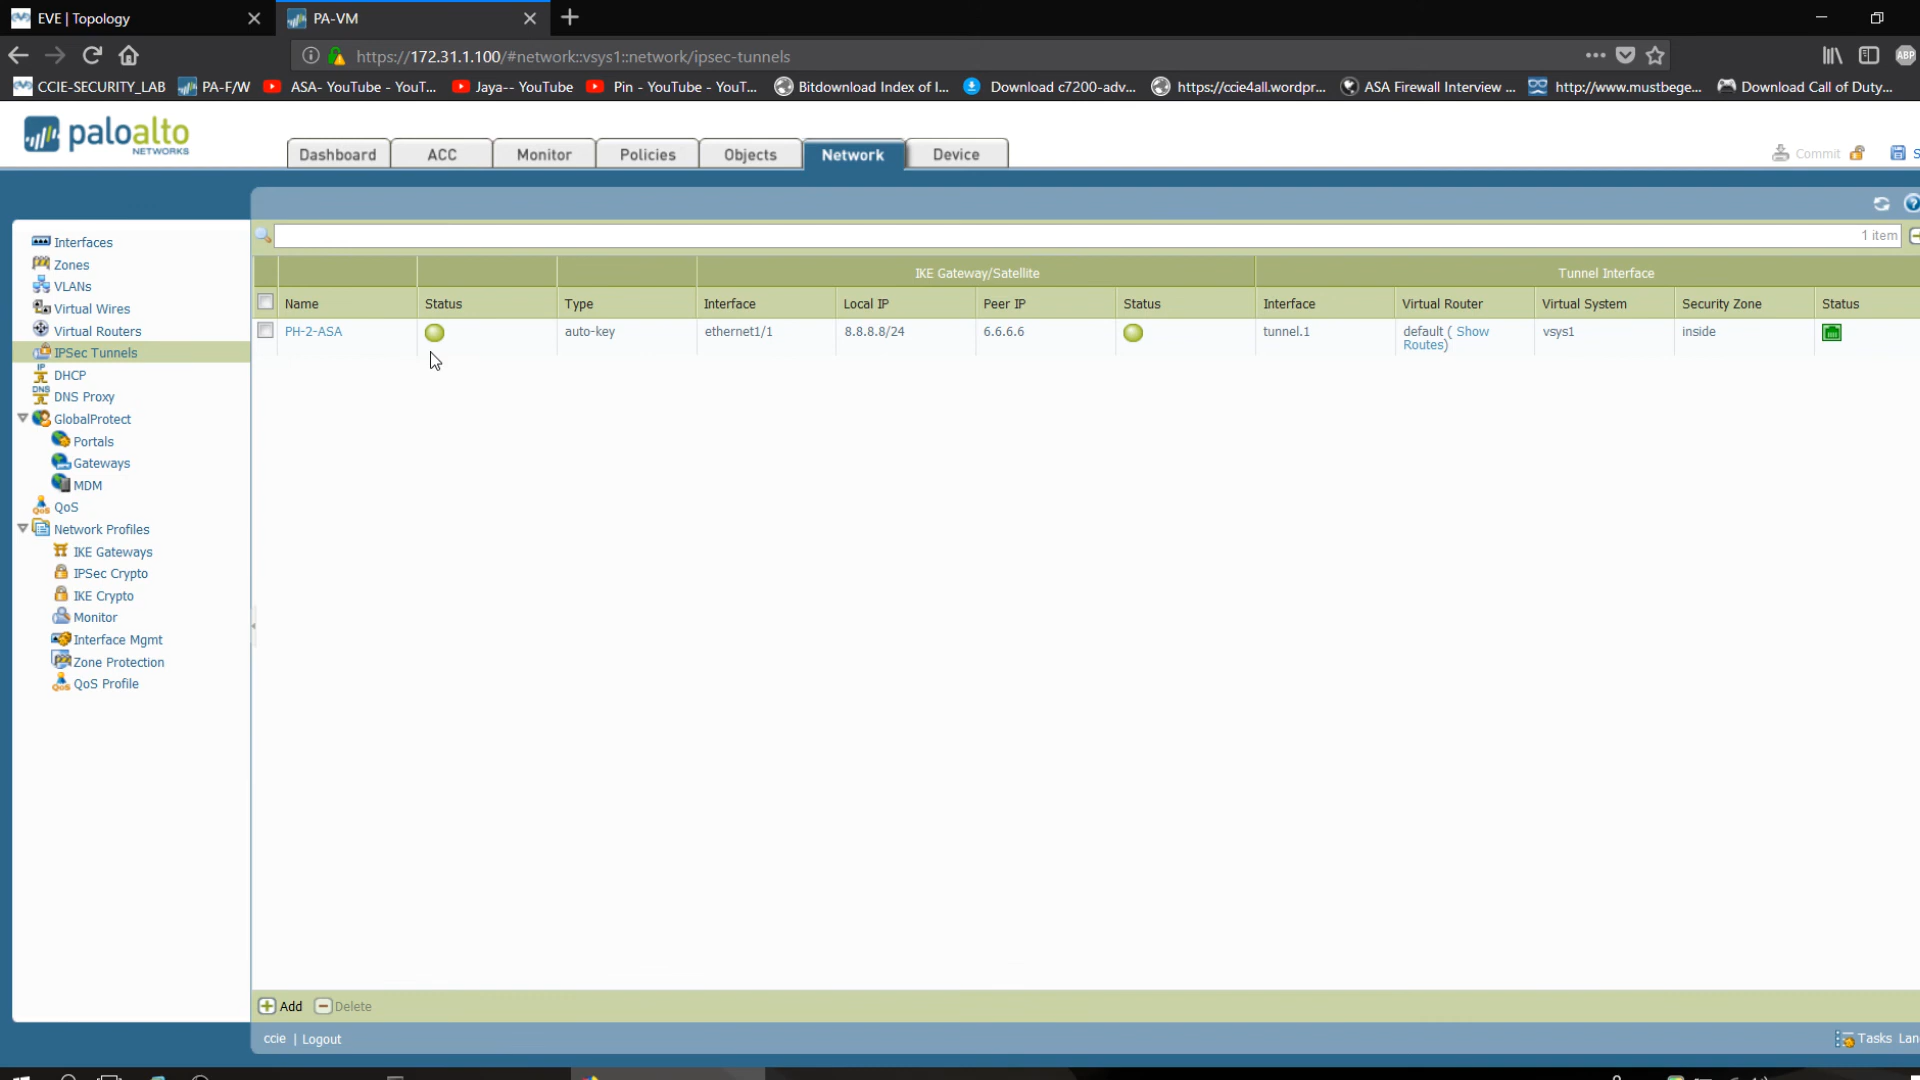 EVE | Topology
PA-VM
https://172.31.1.100/#network::vsys1::network/ipsec-tunnels
CCIE-SECURITY_LAB
PA-F/W
ASA- YouTube - YouT...
Jaya-- YouTube
Pin - YouTube - YouT...
Bitdownload Index of I...
Download c7200-adv...
https://ccie4all.wordpr...
ASA Firewall Interview ...
http://www.mustbege...
Download Call of Duty...
ABP
paloalto
NETWORKS
Dashboard
ACC
Monitor
Policies
Objects
Network
Device
Commit
S
1 item
Interfaces
Zones
VLANs
Virtual Wires
Virtual Routers
IPSec Tunnels
DHCP
DNS Proxy
GlobalProtect
Portals
Gateways
MDM
QoS
Network Profiles
IKE Gateways
IPSec Crypto
IKE Crypto
Monitor
Interface Mgmt
Zone Protection
QoS Profile
IKE Gateway/Satellite
Tunnel Interface
Name
Status
Type
Interface
Local IP
Peer IP
Status
Interface
Virtual Router
Virtual System
Security Zone
Status
PH-2-ASA
auto-key
ethernet1/1
8.8.8.8/24
6.6.6.6
tunnel.1
default ( Show
Routes)
vsys1
inside
Add
Delete
ccie | Logout
Tasks
Lan